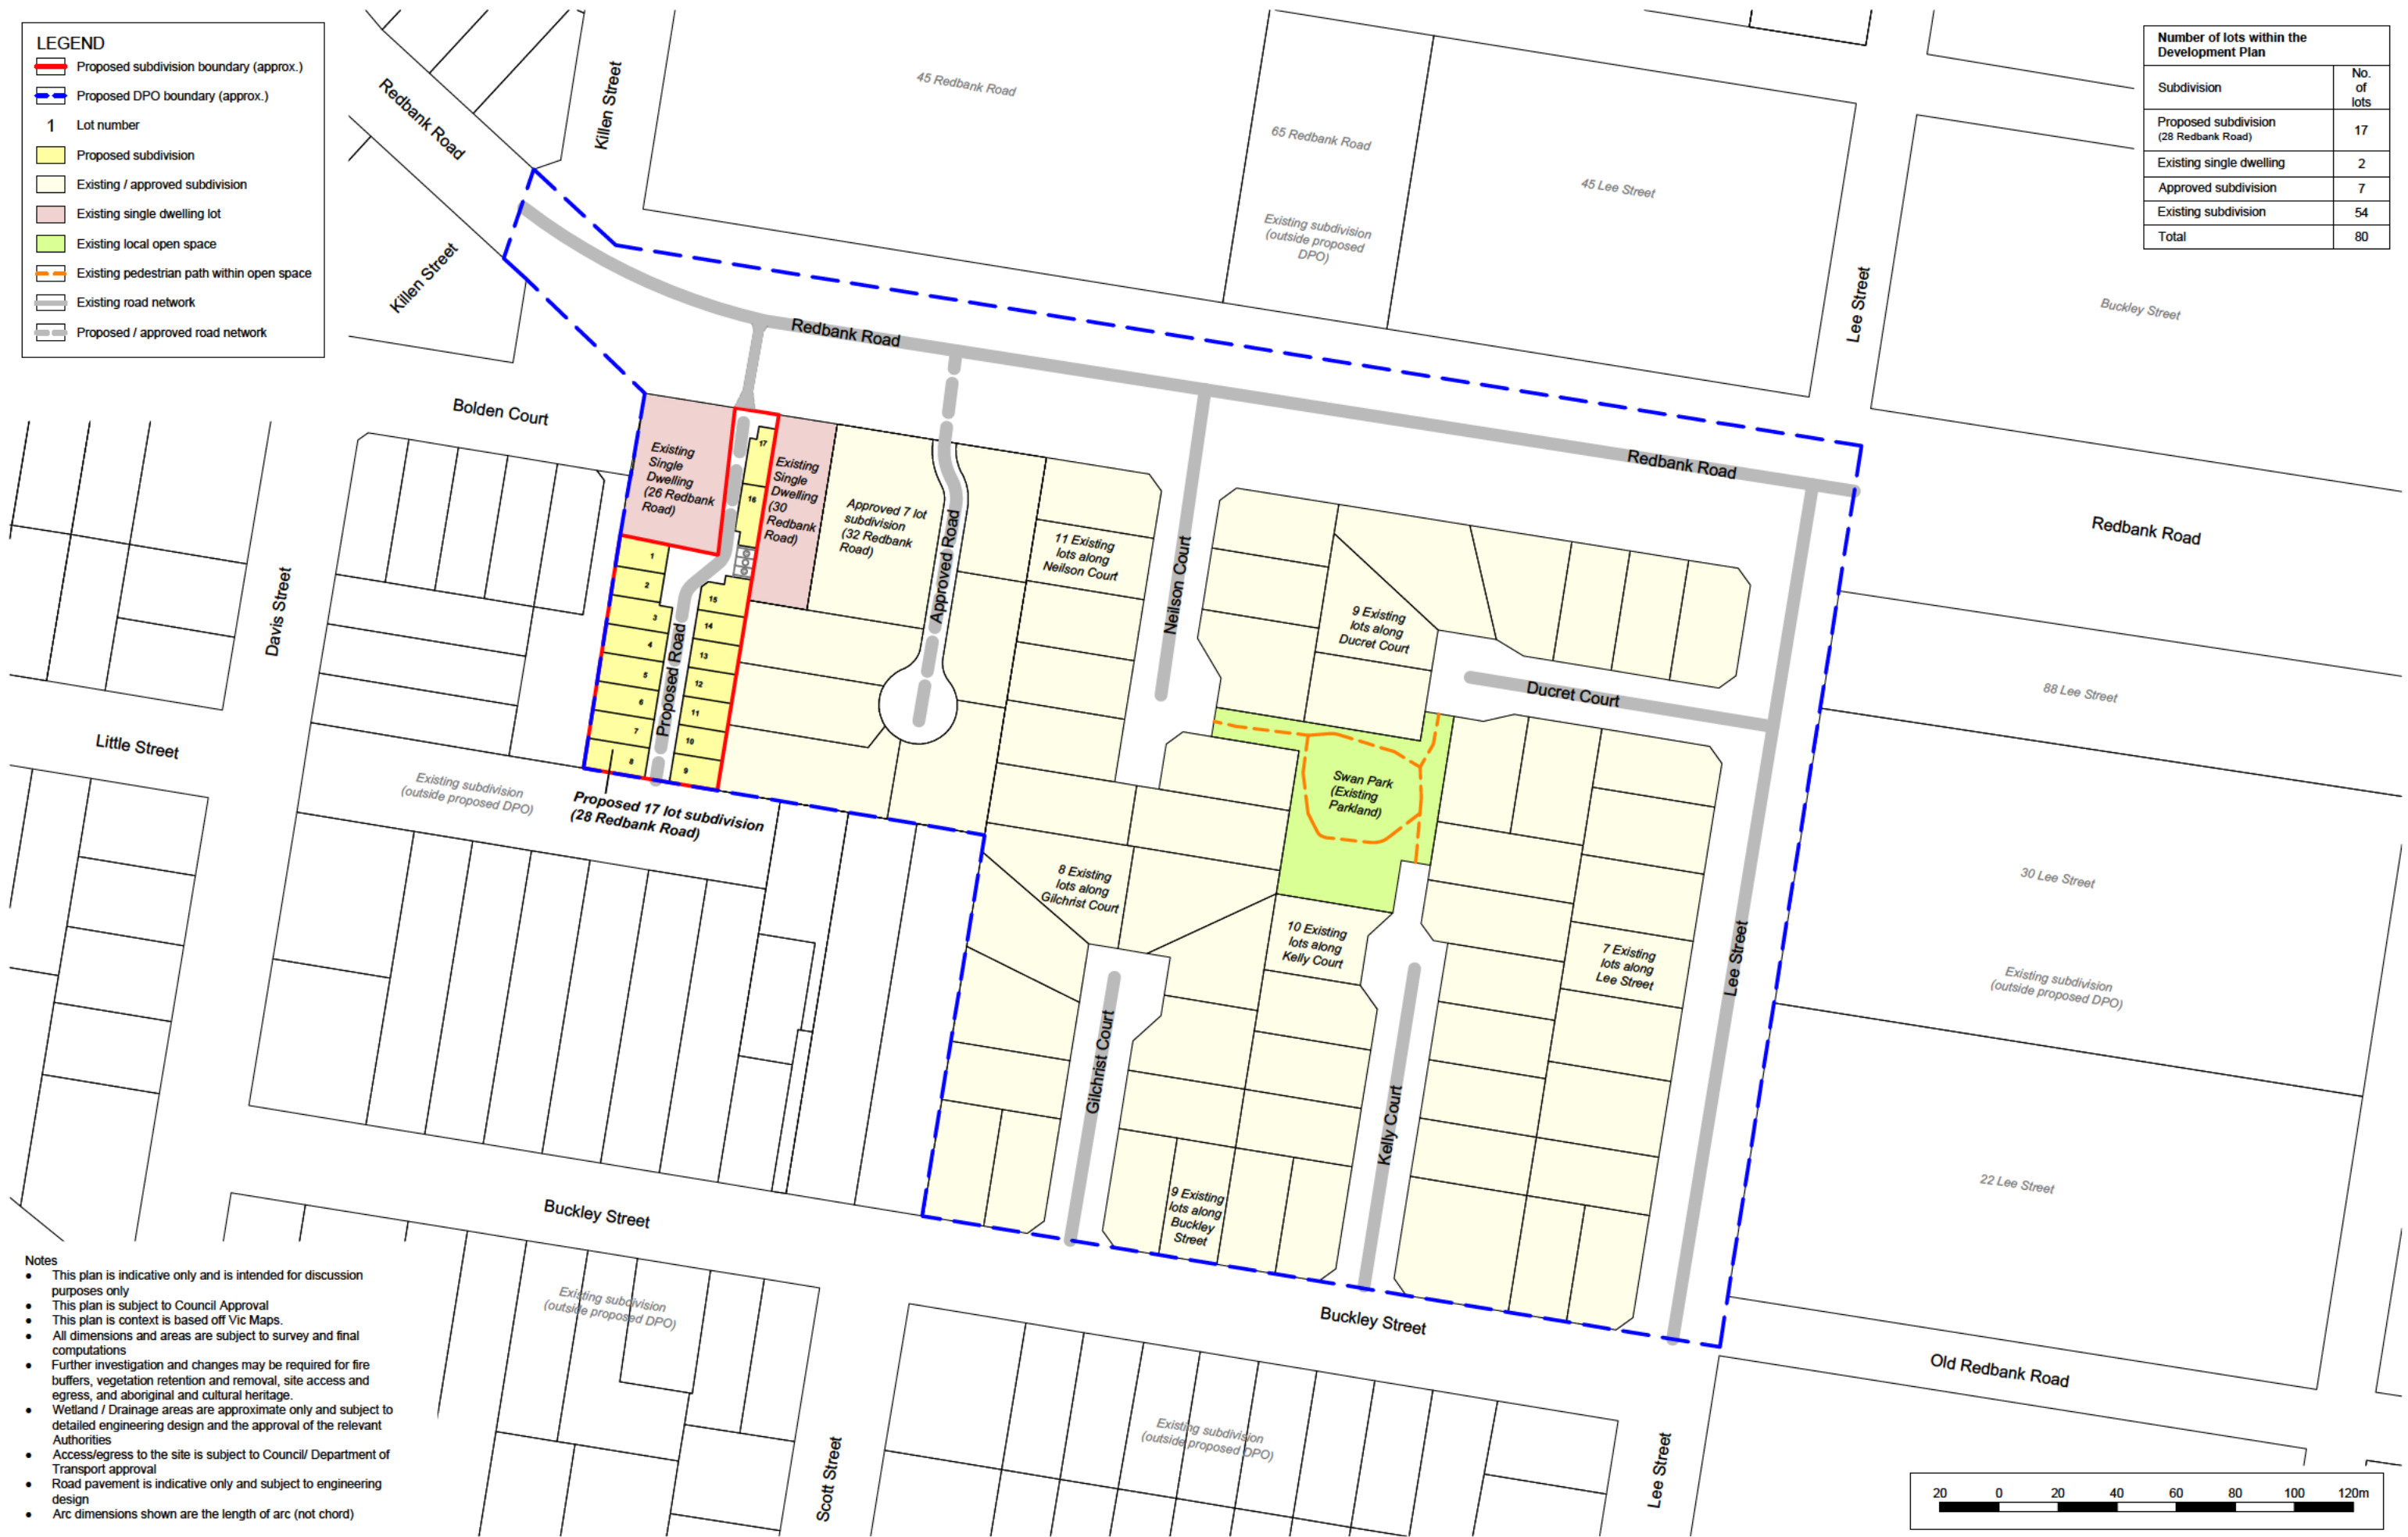 LEGEND
Proposed subdivision boundary (approx.)
Proposed DPO boundary (approx.)
1 Lot number
Proposed subdivision
Existing / approved subdivision
Existing single dwelling lot
Existing local open space
Existing pedestrian path within open space
Existing road network
Proposed / approved road network
Number of lots within the
Development Plan
Subdivision
No.
of
lots
Proposed subdivision
(28 Redbank Road)
17
Existing single dwelling 2
Approved subdivision 7
Existing subdivision 54
Total 80
Redbank Road
Killen Street
Killen Street
45 Redbank Road
65 Redbank Road
Existing subdivision
(outside proposed
DPO)
45 Lee Street
Lee Street
Buckley Street
Redbank Road
Bolden Court
Redbank Road
Redbank Road
Existing
Single
Dwelling
(26 Redbank
Road)
17
16
Existing
Single
Dwelling
(30
Redbank
Road)
Approved 7 lot
subdivision
(32 Redbank
Road)
Approved Road
11 Existing
lots along
Neilson Court
Neilson Court
9 Existing
lots along
Ducret Court
Ducret Court
88 Lee Street
Davis Street
Little Street
1
2
3
4
5
6
7
8
Proposed Road
15
14
13
12
11
10
9
Existing subdivision
(outside proposed DPO)
Proposed 17 lot subdivision
(28 Redbank Road)
Swan Park
(Existing
Parkland)
8 Existing
lots along
Gilchrist Court
10 Existing
lots along
Kelly Court
7 Existing
lots along
Lee Street
Lee Street
30 Lee Street
Existing subdivision
(outside proposed DPO)
Gilchrist Court
Kelly Court
9 Existing
lots along
Buckley
Street
22 Lee Street
Buckley Street
Buckley Street
Old Redbank Road
Existing subdivision
(outside proposed DPO)
Existing subdivision
(outside proposed DPO)
Scott Street
Lee Street
Notes
• This plan is indicative only and is intended for discussion
purposes only
• This plan is subject to Council Approval
• This plan is context is based off Vic Maps.
• All dimensions and areas are subject to survey and final
computations
• Further investigation and changes may be required for fire
buffers, vegetation retention and removal, site access and
egress, and aboriginal and cultural heritage.
• Wetland / Drainage areas are approximate only and subject to
detailed engineering design and the approval of the relevant
Authorities
• Access/egress to the site is subject to Council/ Department of
Transport approval
• Road pavement is indicative only and subject to engineering
design
• Arc dimensions shown are the length of arc (not chord)
20 0 20 40 60 80 100 120m